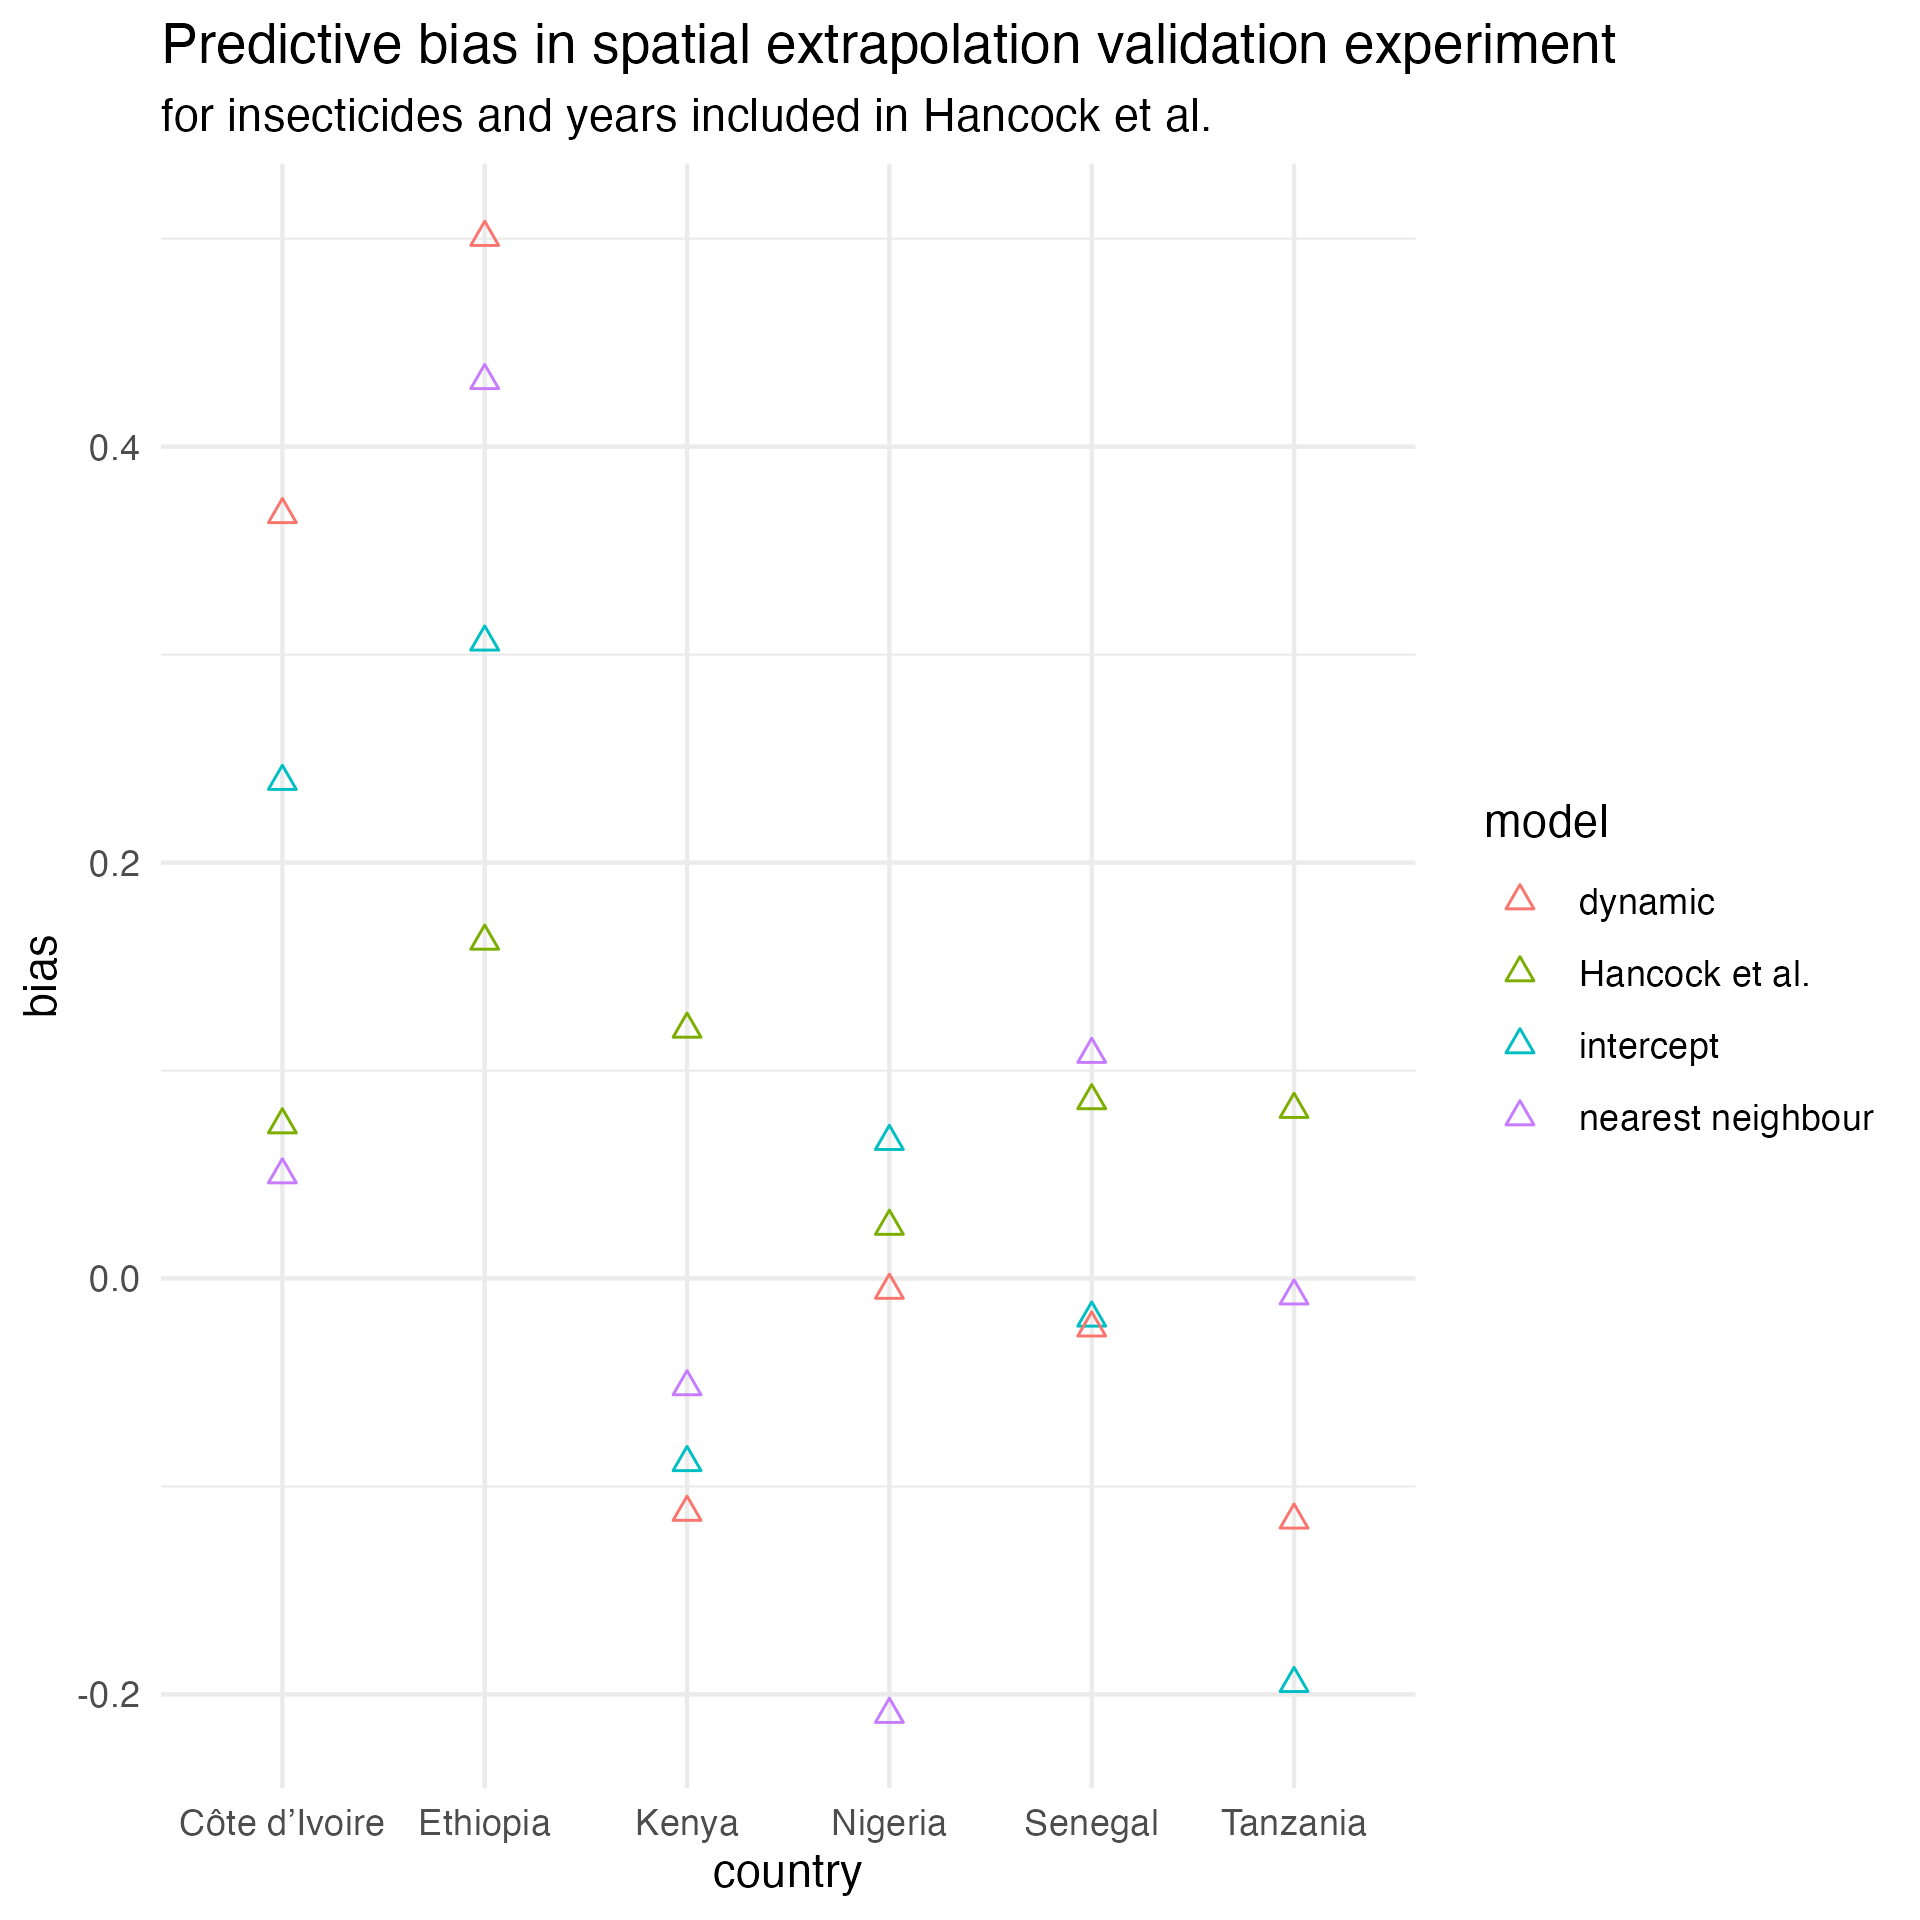 Predictive bias in spatial extrapolation validation experiment
for insecticides and years included in Hancock et al.
0.4
0.2
0.0
-0.2
bias
Côte d’Ivoire
Ethiopia
Kenya
Nigeria
Senegal
Tanzania
country
model
dynamic
Hancock et al.
intercept
nearest neighbour